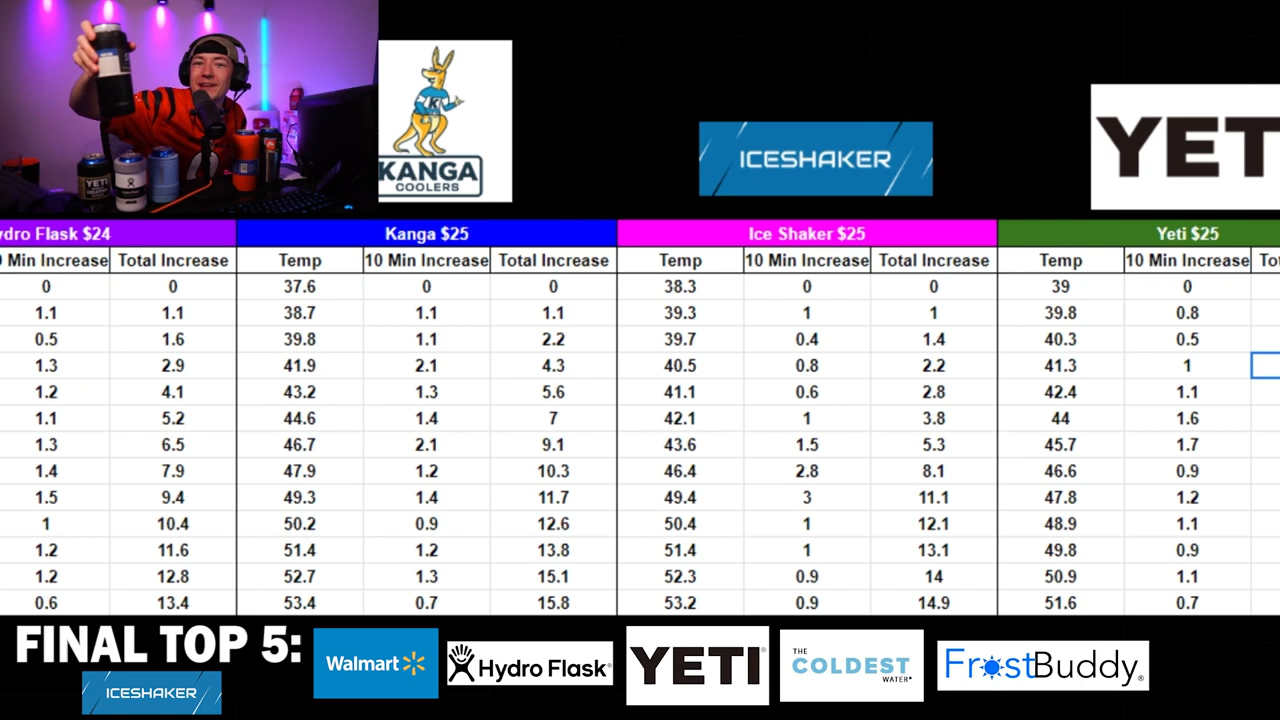 YETI
Hydro Flask
K
KANGA
COOLERS
ICESHAKER
YET
ydro Flask $24 Kanga $25 Ice Shaker $25 Yeti $25
Min Increase Total Increase Temp 10 Min Increase Total Increase Temp 10 Min Increase Total Increase Temp 10 Min Increase Tot
0 0 37.6 0 0 38.3 0 0 39 0
1.1 1.1 38.7 1.1 1.1 39.3 1 1 39.8 0.8
0.5 1.6 39.8 1.1 2.2 39.7 0.4 1.4 40.3 0.5
1.3 2.9 41.9 2.1 4.3 40.5 0.8 2.2 41.3 1
1.2 4.1 43.2 1.3 5.6 41.1 0.6 2.8 42.4 1.1
1.1 5.2 44.6 1.4 7 42.1 1 3.8 44 1.6
1.3 6.5 46.7 2.1 9.1 43.6 1.5 5.3 45.7 1.7
1.4 7.9 47.9 1.2 10.3 46.4 2.8 8.1 46.6 0.9
1.5 9.4 49.3 1.4 11.7 49.4 3 11.1 47.8 1.2
1 10.4 50.2 0.9 12.6 50.4 1 12.1 48.9 1.1
1.2 11.6 51.4 1.2 13.8 51.4 1 13.1 49.8 0.9
1.2 12.8 52.7 1.3 15.1 52.3 0.9 14 50.9 1.1
0.6 13.4 53.4 0.7 15.8 53.2 0.9 14.9 51.6 0.7
FINAL TOP 5:
Walmart
Hydro Flask®
YETI®
THE
COLDEST
WATER®
FrostBuddy®
ICESHAKER